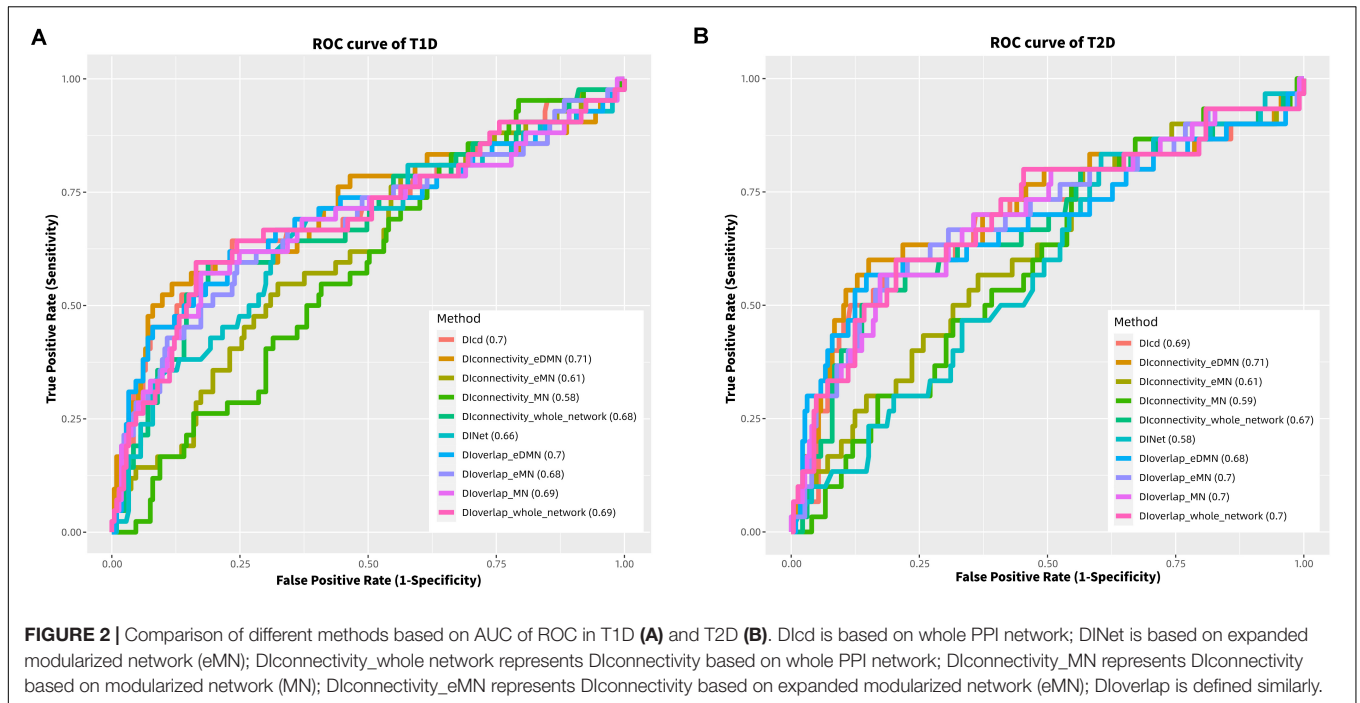 A
ROC curve of T1D
True Positive Rate (Sensitivity)
1.00
0.75
0.50
0.25
0.00
0.00
0.25
0.50
0.75
1.00
False Positive Rate (1-Specificity)
Method
DIcd (0.7)
DIconnectivity_eDMN (0.71)
DIconnectivity_eMN (0.61)
DIconnectivity_MN (0.58)
DIconnectivity_whole_network (0.68)
DINet (0.66)
DIoverlap_eDMN (0.7)
DIoverlap_eMN (0.68)
DIoverlap_MN (0.69)
DIoverlap_whole_network (0.69)
B
ROC curve of T2D
True Positive Rate (Sensitivity)
1.00
0.75
0.50
0.25
0.00
0.00
0.25
0.50
0.75
1.00
False Positive Rate (1-Specificity)
Method
DIcd (0.69)
DIconnectivity_eDMN (0.71)
DIconnectivity_eMN (0.61)
DIconnectivity_MN (0.59)
DIconnectivity_whole_network (0.67)
DINet (0.58)
DIoverlap_eDMN (0.68)
DIoverlap_eMN (0.7)
DIoverlap_MN (0.7)
DIoverlap_whole_network (0.7)
FIGURE 2 | Comparison of different methods based on AUC of ROC in T1D (A) and T2D (B). DIcd is based on whole PPI network; DINet is based on expanded
modularized network (eMN); DIconnectivity_whole network represents DIconnectivity based on whole PPI network; DIconnectivity_MN represents DIconnectivity
based on modularized network (MN); DIconnectivity_eMN represents DIconnectivity based on expanded modularized network (eMN); DIoverlap is defined similarly.